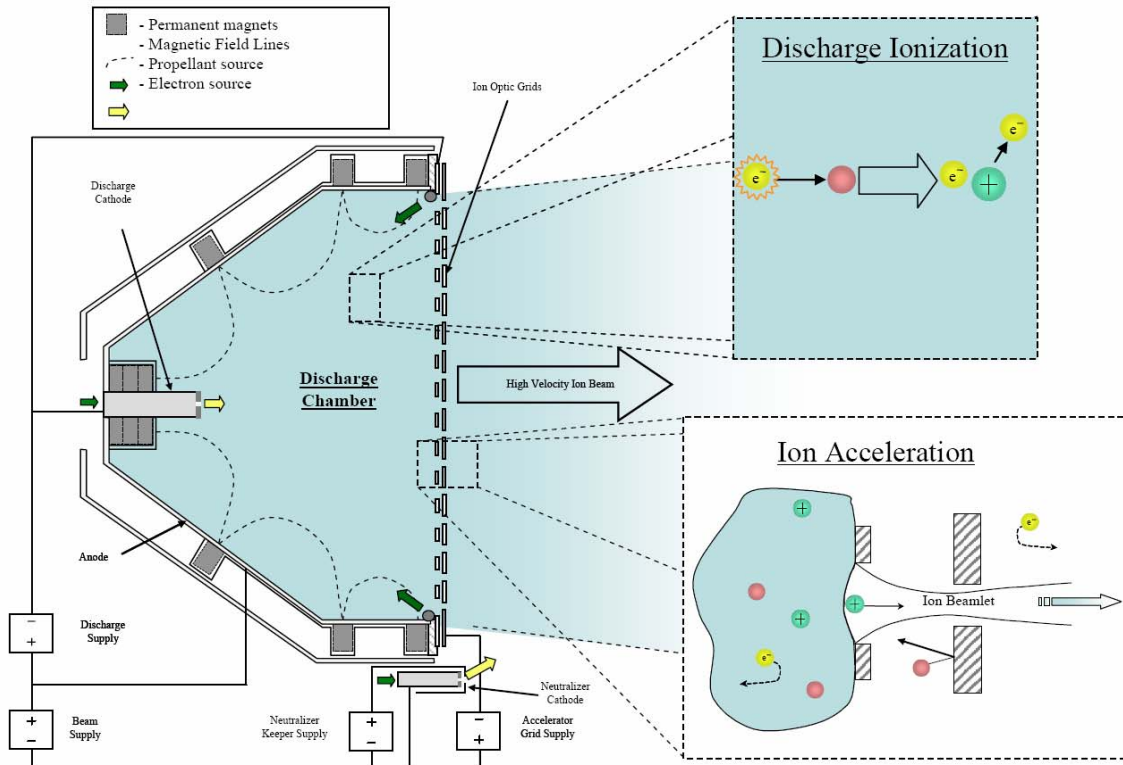 - Permanent magnets
- Magnetic Field Lines
- Propellant source
- Electron source
Ion Optic Grids
Discharge Ionization
e⁻
e⁻
e⁻
+
Discharge
Cathode
Discharge
Chamber
High Velocity Ion Beam
Ion Acceleration
+
e⁻
+
+
Ion Beamlet
e⁻
Anode
Discharge
Supply
-
+
Beam
Supply
+
-
Neutralizer
Keeper Supply
+
-
Neutralizer
Cathode
Accelerator
Grid Supply
-
+